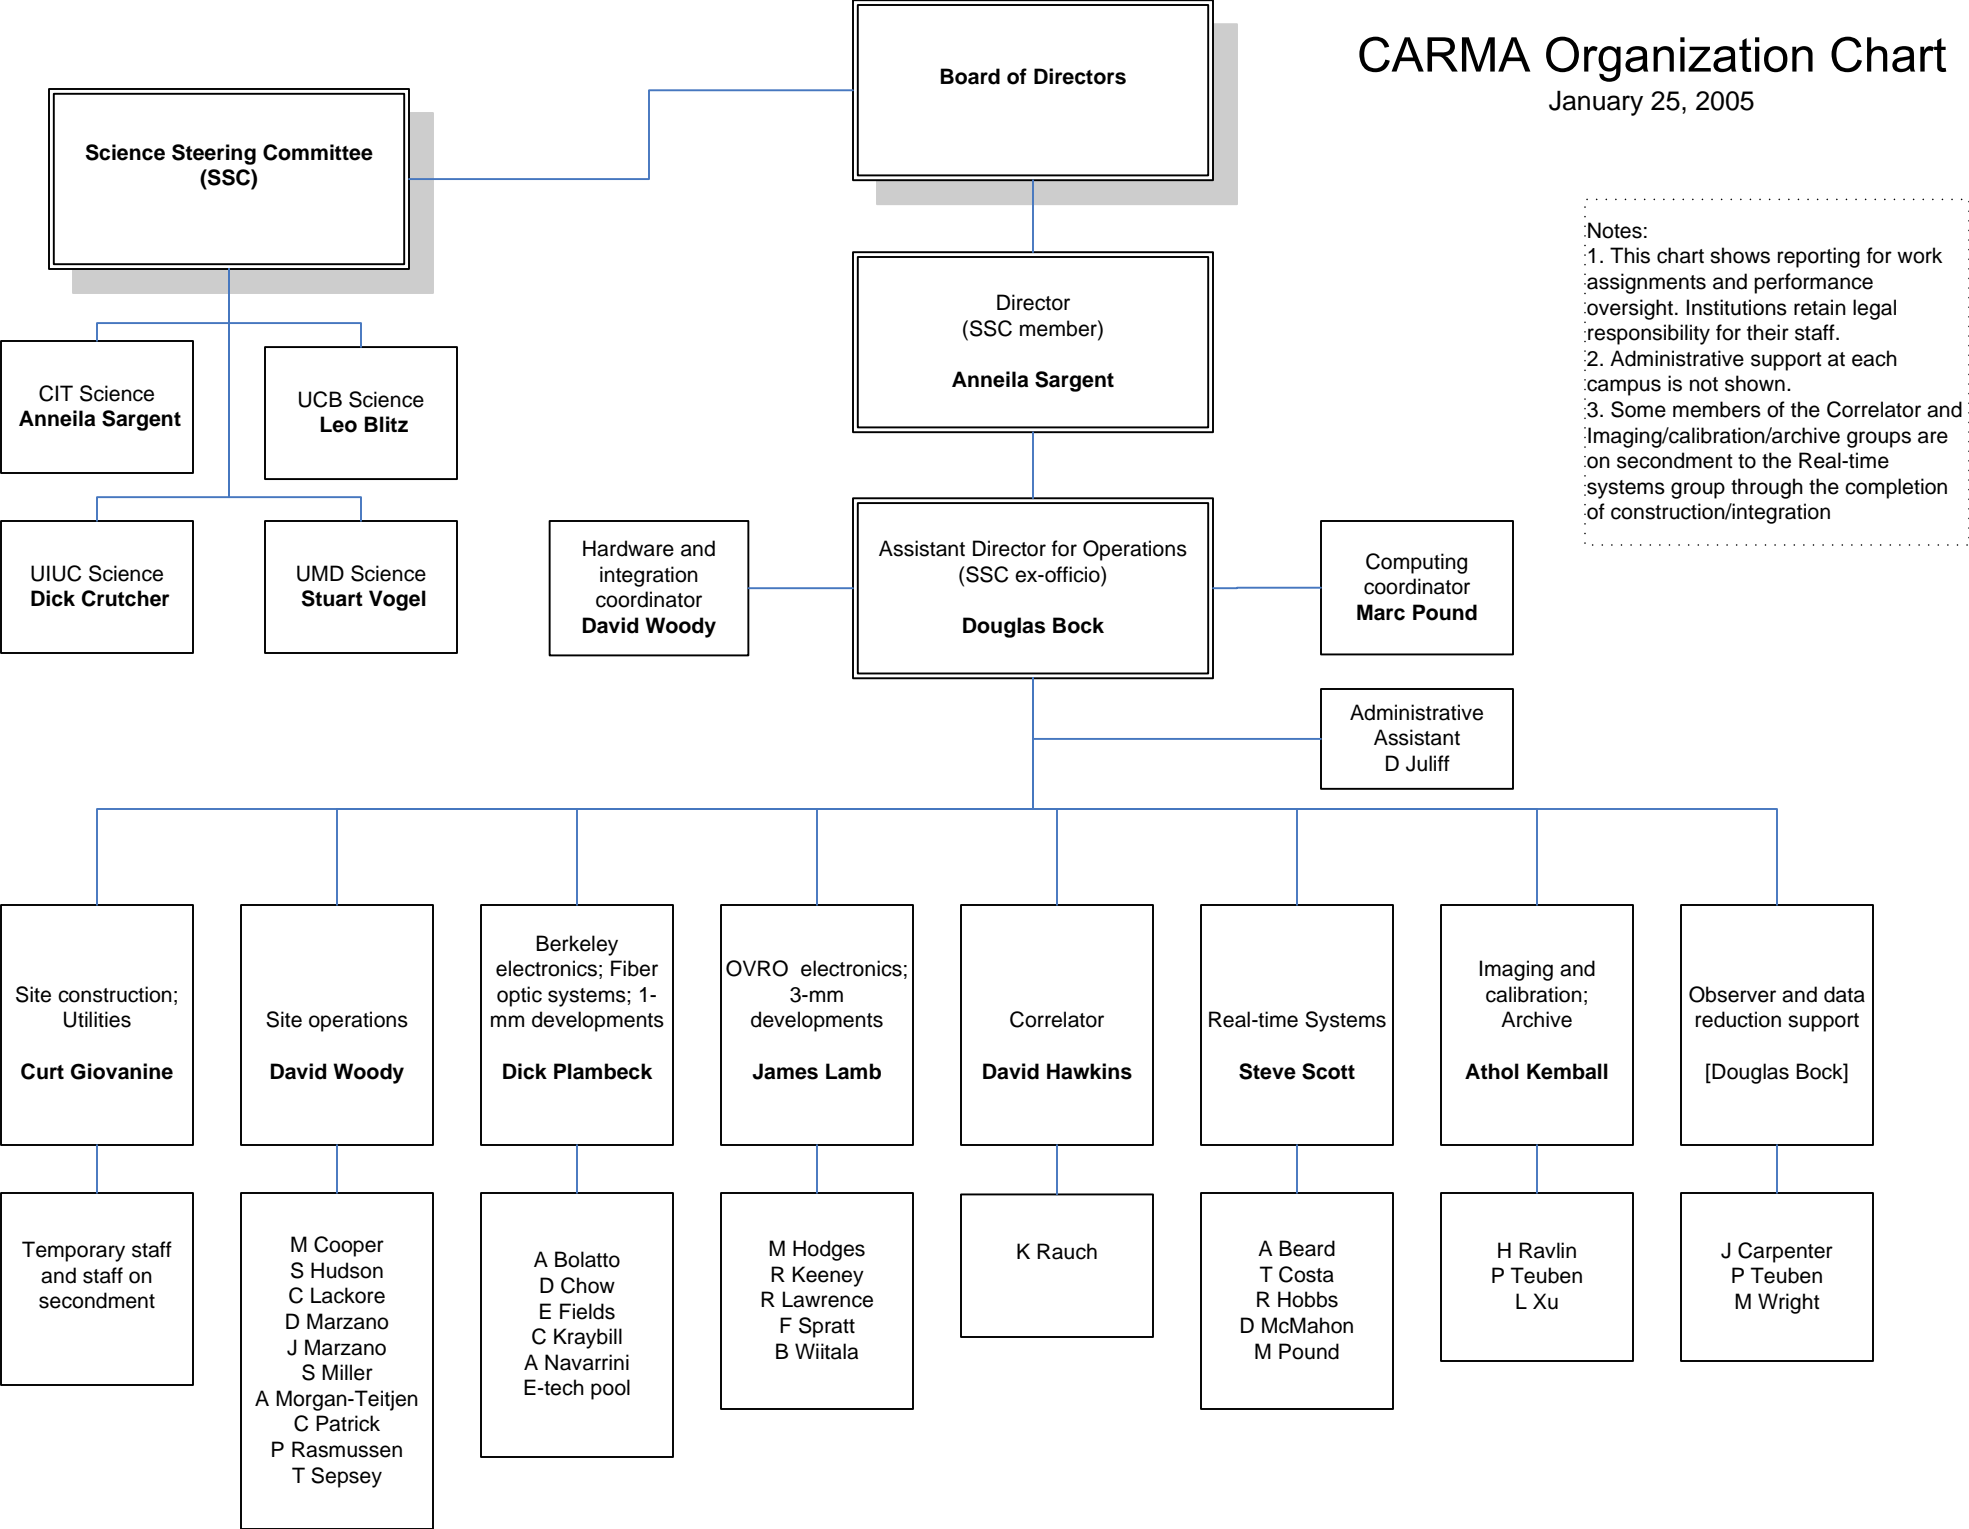 CARMA Organization Chart
January 25, 2005
Board of Directors
Science Steering Committee
(SSC)
Notes:
1. This chart shows reporting for work
assignments and performance
oversight. Institutions retain legal
responsibility for their staff.
2. Administrative support at each
campus is not shown.
3. Some members of the Correlator and
Imaging/calibration/archive groups are
on secondment to the Real-time
systems group through the completion
of construction/integration
Director
(SSC member)
Anneila Sargent
CIT Science
Anneila Sargent
UCB Science
Leo Blitz
UIUC Science
Dick Crutcher
UMD Science
Stuart Vogel
Hardware and
integration
coordinator
David Woody
Assistant Director for Operations
(SSC ex-officio)
Douglas Bock
Computing
coordinator
Marc Pound
Administrative
Assistant
D Juliff
Site construction;
Utilities
Curt Giovanine
Site operations
David Woody
Berkeley
electronics; Fiber
optic systems; 1-
mm developments
Dick Plambeck
OVRO  electronics;
3-mm
developments
James Lamb
Correlator
David Hawkins
Real-time Systems
Steve Scott
Imaging and
calibration;
Archive
Athol Kemball
Observer and data
reduction support
[Douglas Bock]
Temporary staff
and staff on
secondment
M Cooper
S Hudson
C Lackore
D Marzano
J Marzano
S Miller
A Morgan-Teitjen
C Patrick
P Rasmussen
T Sepsey
A Bolatto
D Chow
E Fields
C Kraybill
A Navarrini
E-tech pool
M Hodges
R Keeney
R Lawrence
F Spratt
B Wiitala
K Rauch
A Beard
T Costa
R Hobbs
D McMahon
M Pound
H Ravlin
P Teuben
L Xu
J Carpenter
P Teuben
M Wright